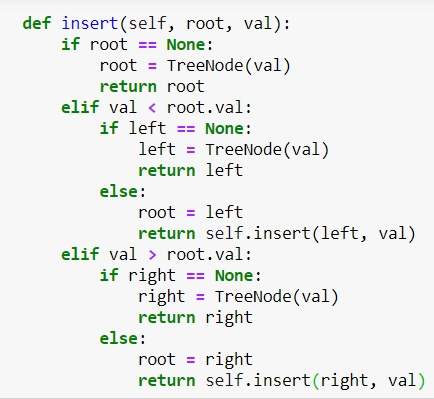 def insert(self, root, val):
    if root == None:
        root = TreeNode(val)
        return root
    elif val < root.val:
        if left == None:
            left = TreeNode(val)
            return left
        else:
            root = left
            return self.insert(left, val)
    elif val > root.val:
        if right == None:
            right = TreeNode(val)
            return right
        else:
            root = right
            return self.insert(right, val)